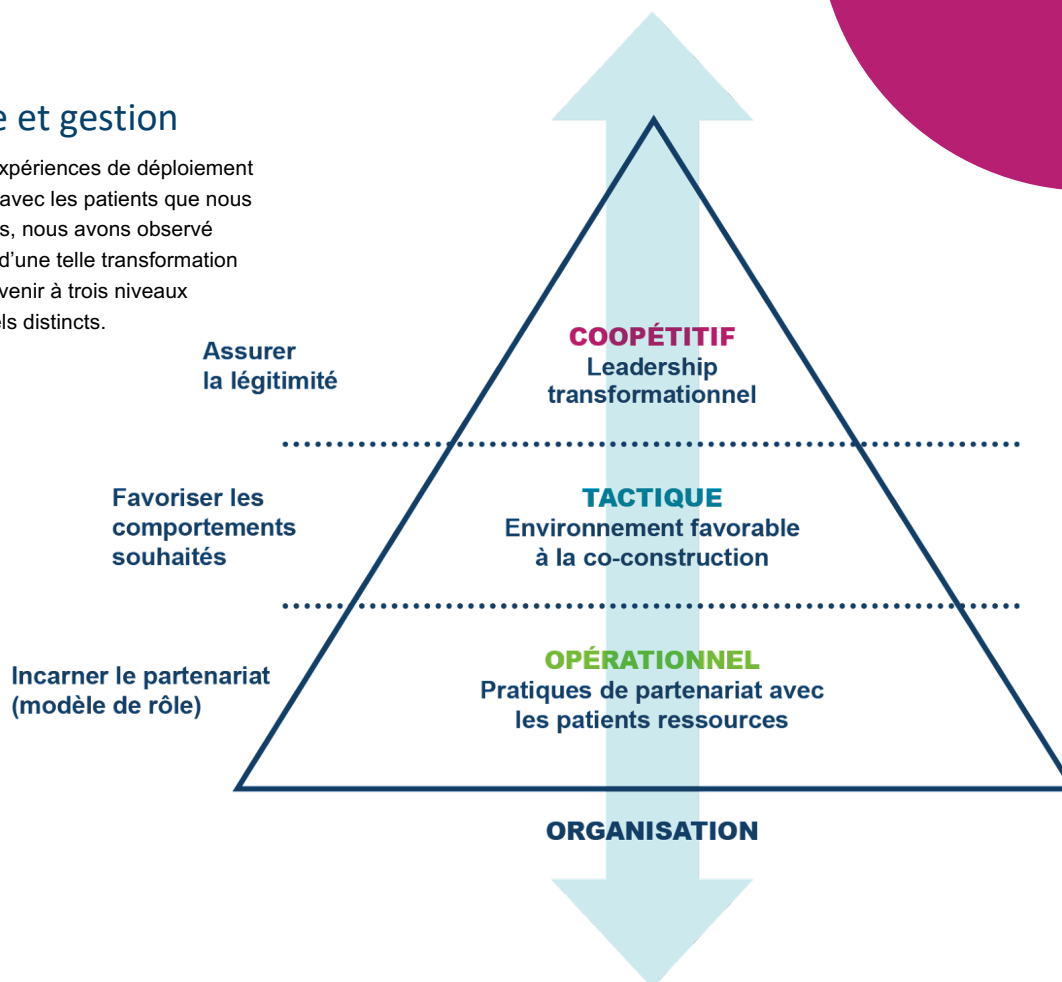 e et gestion
xpériences de déploiement
avec les patients que nous
s, nous avons observé
d'une telle transformation
venir à trois niveaux
els distincts.
Assurer
la légitimité
COOPÉTITIF
Leadership
transformationnel
Favoriser les
comportements
souhaités
TACTIQUE
Environnement favorable
à la co-construction
Incarner le partenariat
(modèle de rôle)
OPÉRATIONNEL
Pratiques de partenariat avec
les patients ressources
ORGANISATION